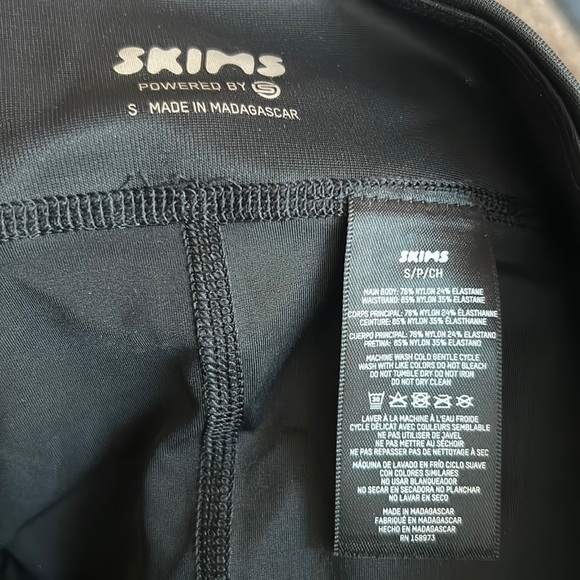 SKIMS
POWERED BY S
S MADE IN MADAGASCAR
SKIMS
S/P/CH
MAIN BODY: 76% NYLON 24% ELASTANE
WAISTBAND: 65% NYLON 35% ELASTANE
CORPS PRINCIPAL: 76% NYLON 24% ÉLASTHANNE
CEINTURE: 65% NYLON 35% ÉLASTHANNE
CUERPO PRINCIPAL: 76% NYLON 24% ELASTANO
PRETINA: 65% NYLON 35% ELASTANO
MACHINE WASH COLD GENTLE CYCLE
WASH WITH LIKE COLORS DO NOT BLEACH
DO NOT TUMBLE DRY DO NOT IRON
DO NOT DRY CLEAN
30
LAVER À LA MACHINE À L'EAU FROIDE
CYCLE DÉLICAT AVEC COULEURS SEMBLABLE
NE PAS UTILISER DE JAVEL
NE PAS METTRE AU SÉCHOIR
NE PAS REPASSER PAS DE NETTOYAGE À SEC
MÁQUINA DE LAVADO EN FRÍO CICLO SUAVE
CON COLORES SIMILARES
NO USAR BLANQUEADOR
NO SECAR EN SECADORA NO PLANCHAR
NO LAVAR EN SECO
MADE IN MADAGASCAR
FABRIQUÉ EN MADAGASCAR
HECHO EN MADAGASCAR
RN 158973